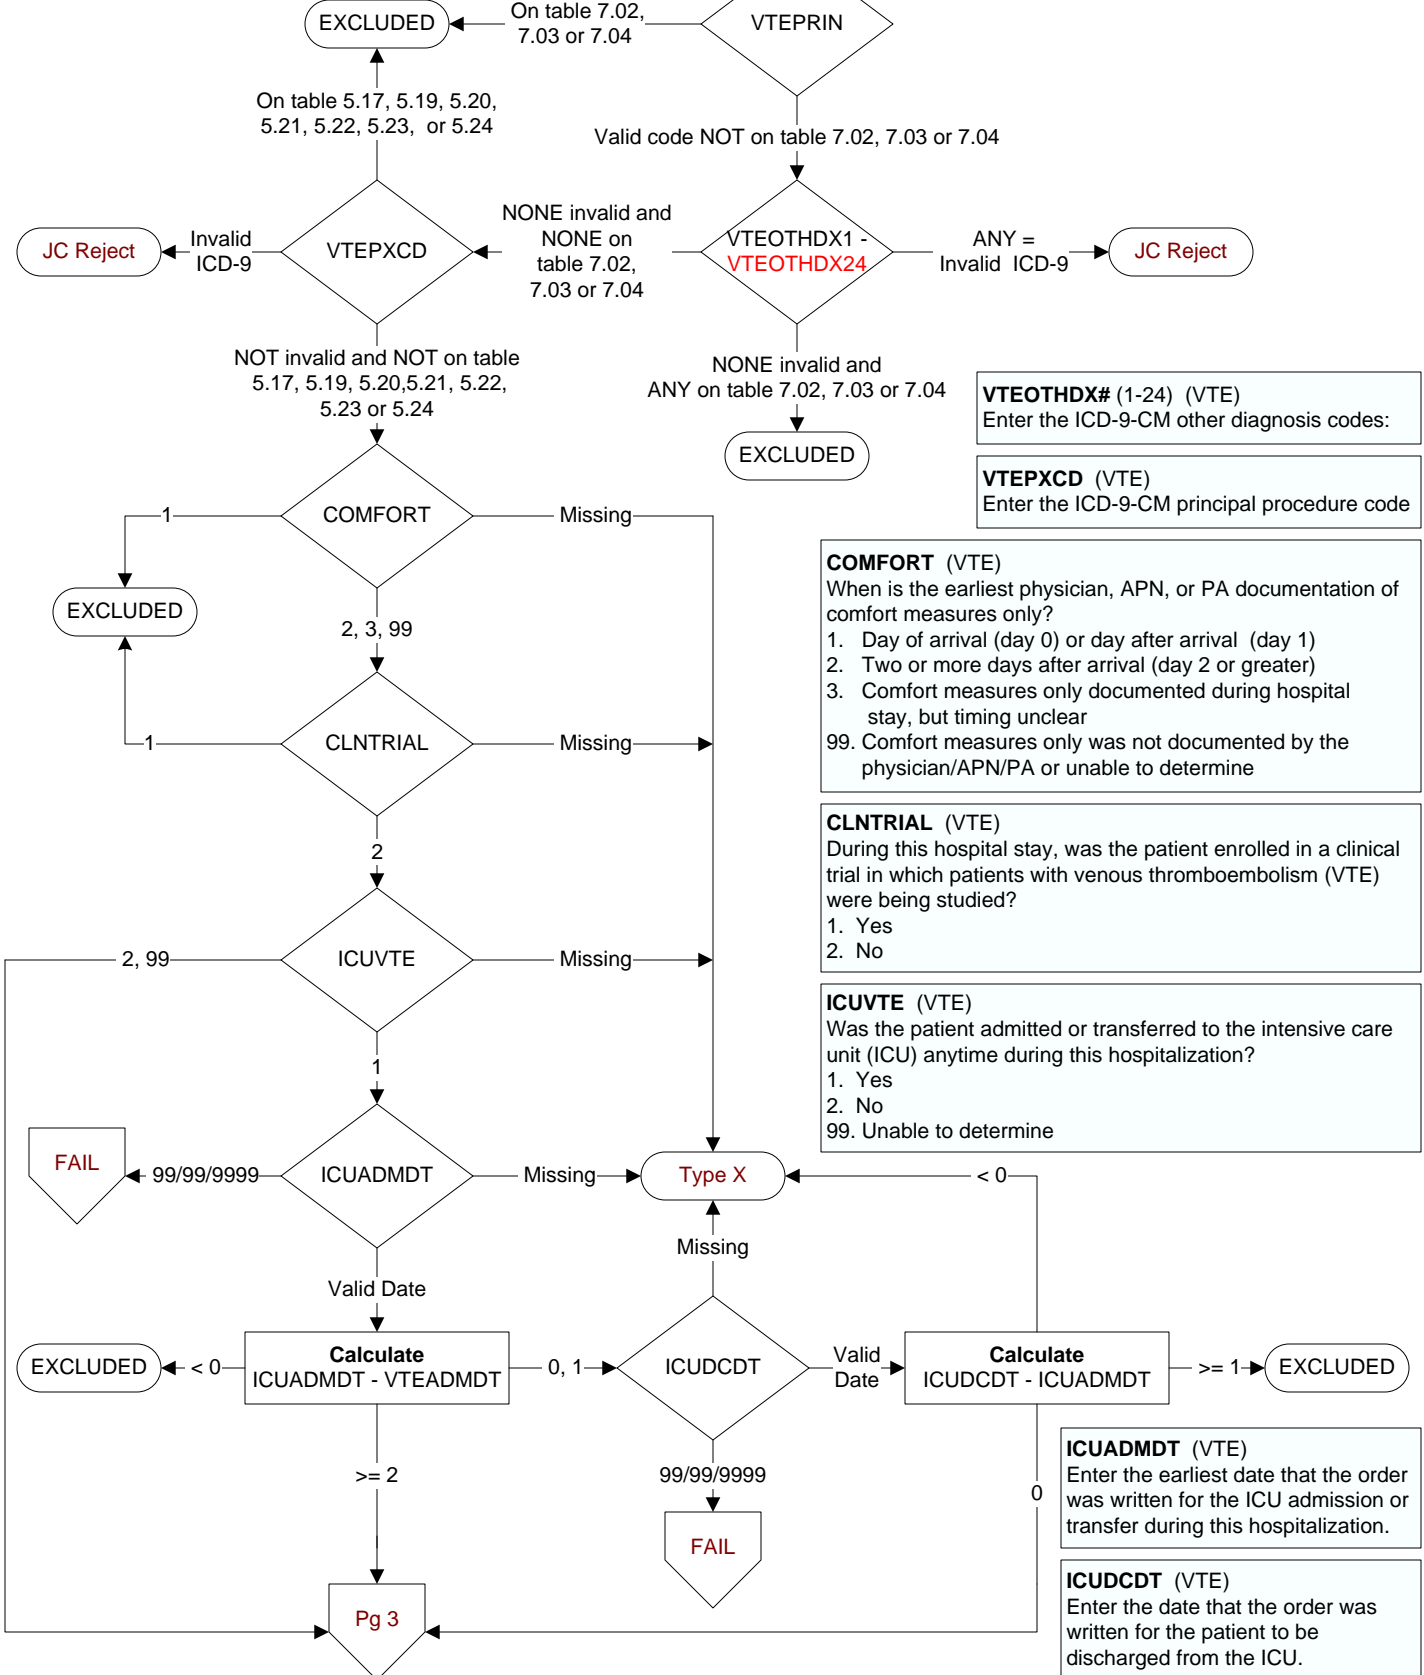 EXCLUDED
On table 7.02,
7.03 or 7.04
VTEPRIN
On table 5.17, 5.19, 5.20,
5.21, 5.22, 5.23,  or 5.24
Valid code NOT on table 7.02, 7.03 or 7.04
JC Reject
Invalid
ICD-9
VTEPXCD
NONE invalid and
NONE on
table 7.02,
7.03 or 7.04
VTEOTHDX1 -
VTEOTHDX24
ANY =
Invalid  ICD-9
JC Reject
NOT invalid and NOT on table
5.17, 5.19, 5.20,5.21, 5.22,
5.23 or 5.24
NONE invalid and
ANY on table 7.02, 7.03 or 7.04
EXCLUDED
VTEOTHDX# (1-24)  (VTE)
Enter the ICD-9-CM other diagnosis codes:
VTEPXCD  (VTE)
Enter the ICD-9-CM principal procedure code
1
COMFORT
Missing
EXCLUDED
2, 3, 99
COMFORT  (VTE)
When is the earliest physician, APN, or PA documentation of
comfort measures only?
1.  Day of arrival (day 0) or day after arrival  (day 1)
2.  Two or more days after arrival (day 2 or greater)
3.  Comfort measures only documented during hospital
stay, but timing unclear
99. Comfort measures only was not documented by the
physician/APN/PA or unable to determine
1
CLNTRIAL
Missing
2
CLNTRIAL  (VTE)
During this hospital stay, was the patient enrolled in a clinical
trial in which patients with venous thromboembolism (VTE)
were being studied?
1.  Yes
2.  No
2, 99
ICUVTE
Missing
1
ICUVTE  (VTE)
Was the patient admitted or transferred to the intensive care
unit (ICU) anytime during this hospitalization?
1.  Yes
2.  No
99. Unable to determine
FAIL
99/99/9999
ICUADMDT
Missing
Type X
< 0
Missing
Valid Date
EXCLUDED
< 0
Calculate
ICUADMDT - VTEADMDT
0, 1
ICUDCDT
Valid
Date
Calculate
ICUDCDT - ICUADMDT
>= 1
EXCLUDED
>= 2
99/99/9999
0
FAIL
ICUADMDT  (VTE)
Enter the earliest date that the order
was written for the ICU admission or
transfer during this hospitalization.
ICUDCDT  (VTE)
Enter the date that the order was
written for the patient to be
discharged from the ICU.
Pg 3